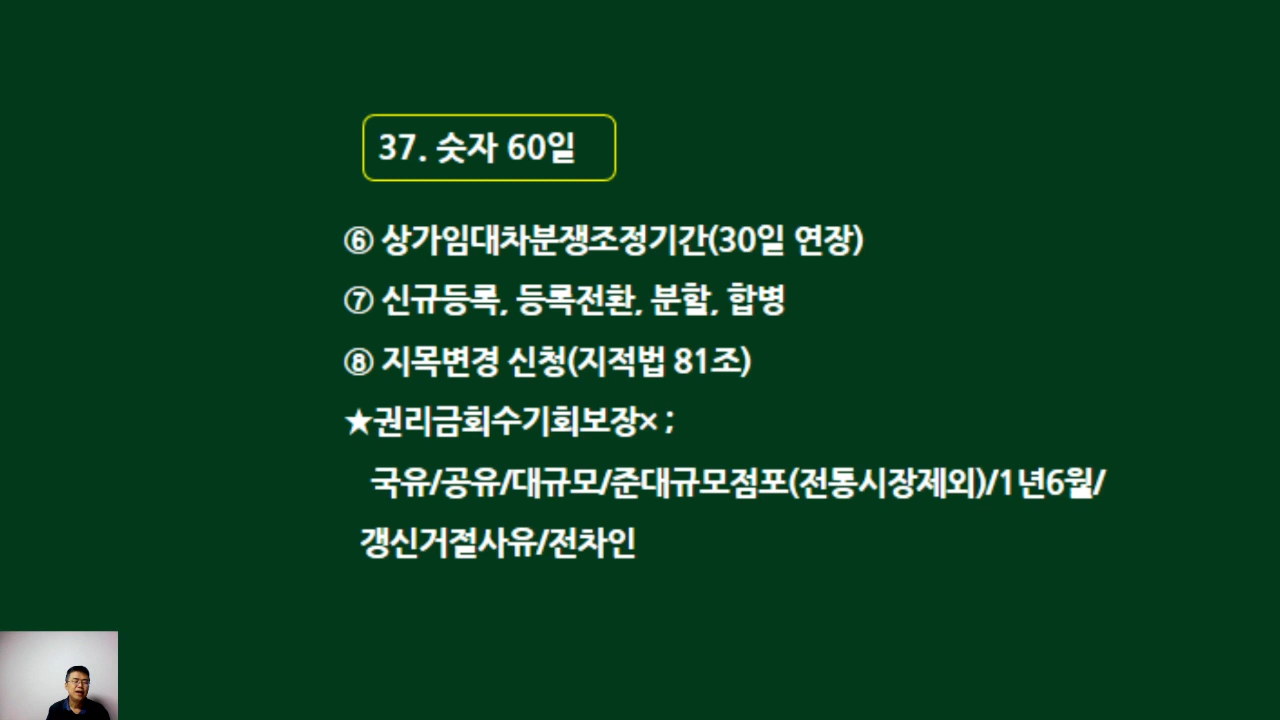 37. 숫자 60일
⑥ 상가임대차분쟁조정기간(30일 연장)
⑦ 신규등록, 등록전환, 분할, 합병
⑧ 지목변경 신청(지적법 81조)
★권리금회수기회보장× ;
국유/공유/대규모/준대규모점포(전통시장제외)/1년6월/
갱신거절사유/전차인